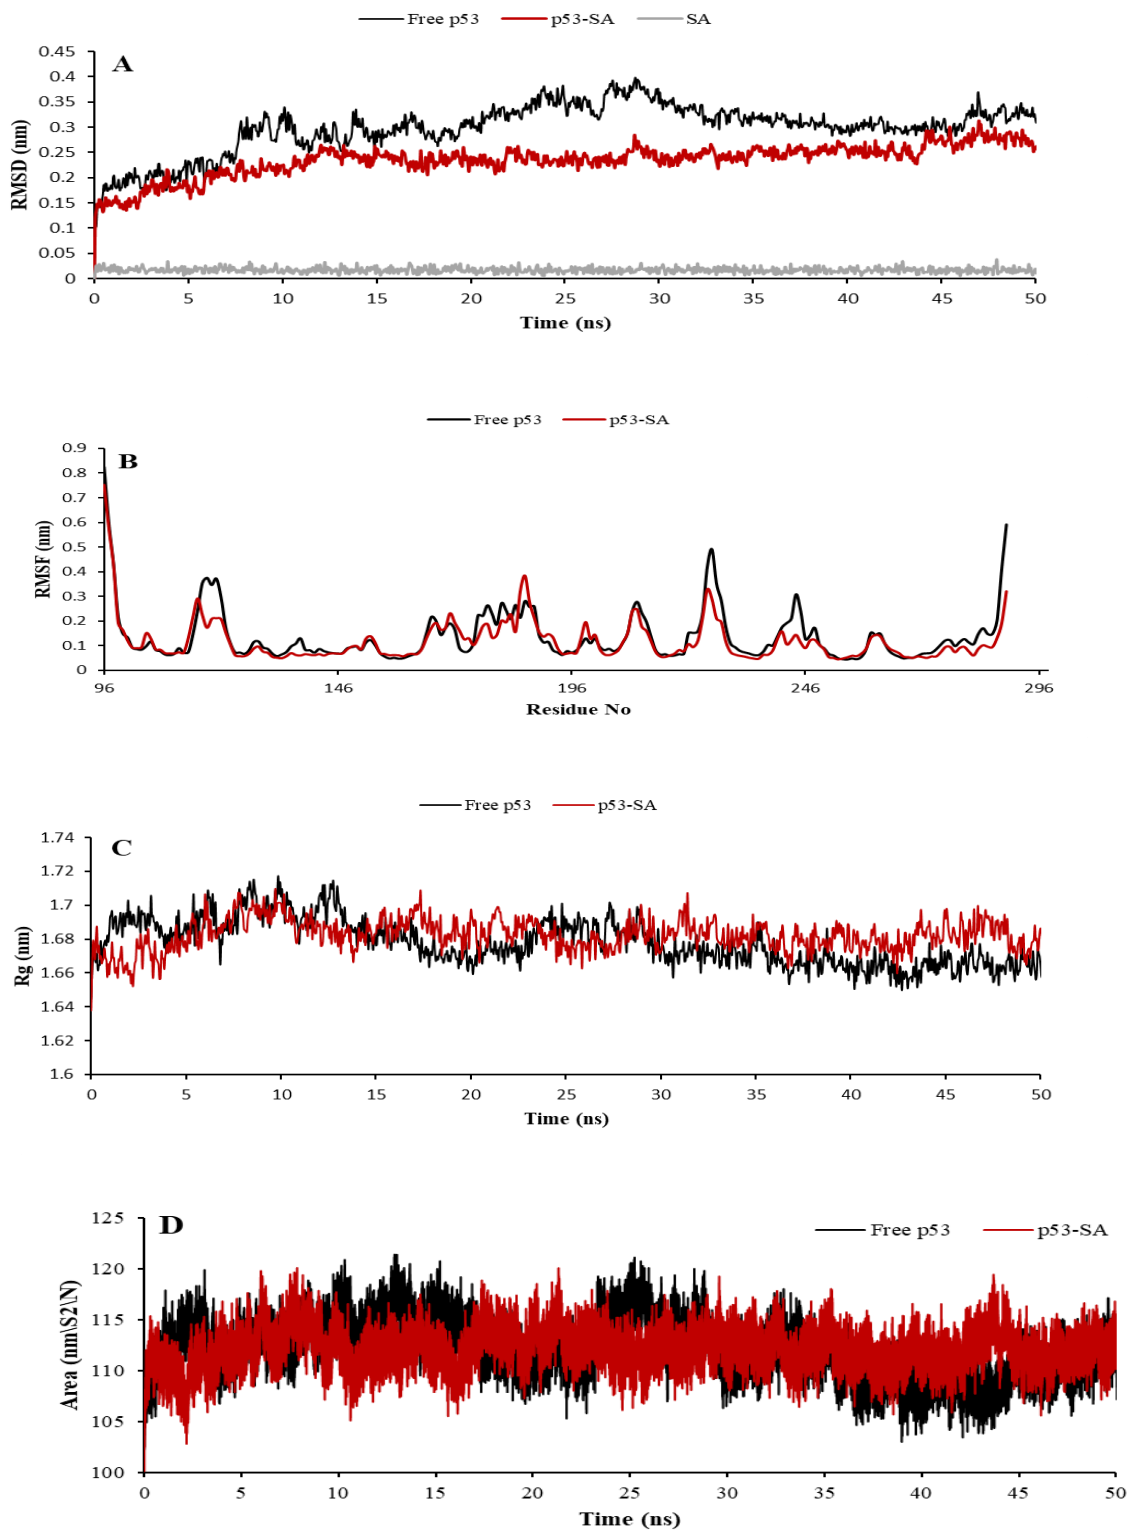 Free p53 p53-SA SA
A
RMSD (nm)
0.45
0.4
0.35
0.3
0.25
0.2
0.15
0.1
0.05
0
0 5 10 15 20 25 30 35 40 45 50
Time (ns)
Free p53 p53-SA
B
RMSF (nm)
0.9
0.8
0.7
0.6
0.5
0.4
0.3
0.2
0.1
0
96 146 196 246 296
Residue No
Free p53 p53-SA
C
Rg (nm)
1.74
1.72
1.7
1.68
1.66
1.64
1.62
1.6
0 5 10 15 20 25 30 35 40 45 50
Time (ns)
D
Free p53 p53-SA
Area (nm\S2\N)
125
120
115
110
105
100
0 5 10 15 20 25 30 35 40 45 50
Time (ns)